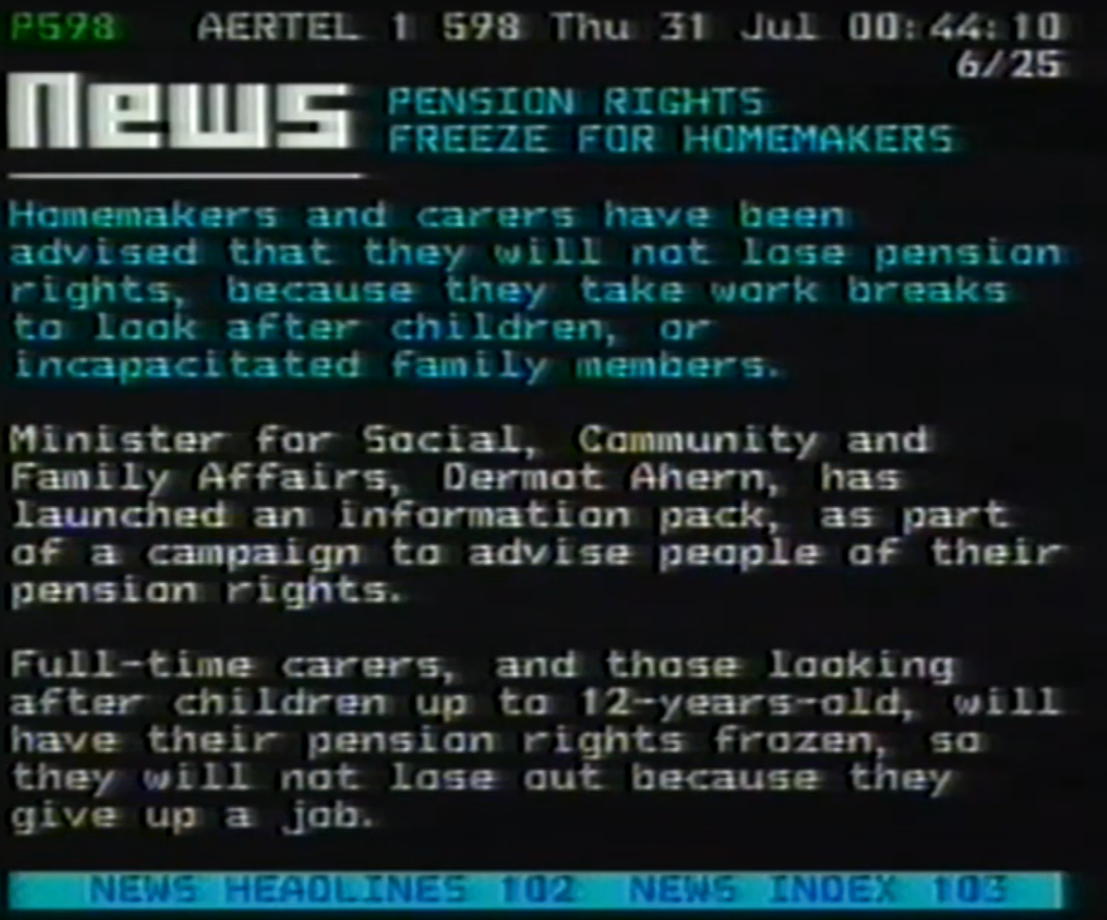 P598 AERTEL 1 598 Thu 31 Jul 00:44:10
6/25
News PENSION RIGHTS
FREEZE FOR HOMEMAKERS
Homemakers and carers have been
advised that they will not lose pension
rights, because they take work breaks
to look after children, or
incapacitated family members.
Minister for Social, Community and
Family Affairs, Dermot Ahern, has
launched an information pack, as part
of a campaign to advise people of their
pension rights.
Full-time carers, and those looking
after children up to 12-years-old, will
have their pension rights frozen, so
they will not lose out because they
give up a job.
NEWS HEADLINES 102 NEWS INDEX 103